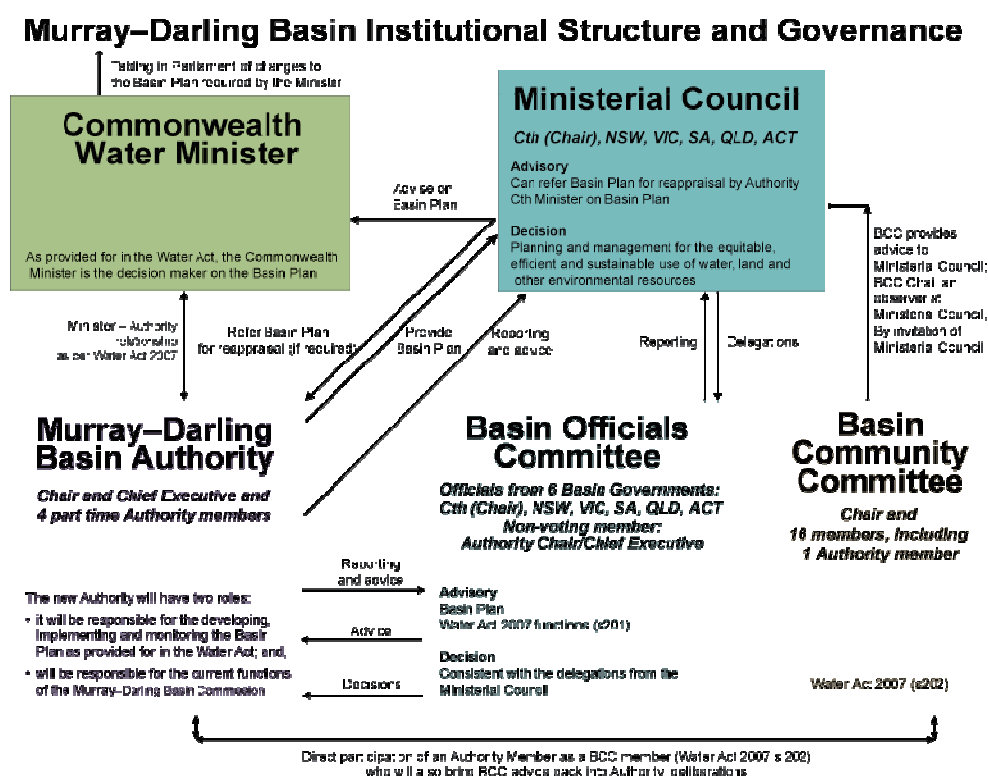 Murray–Darling Basin Institutional Structure and Governance
Tabling in Parliament of changes to
the Basin Plan required by the Minister
Commonwealth
Water Minister
As provided for in the Water Act, the Commonwealth
Minister is the decision maker on the Basin Plan
Advise on
Basin Plan
Ministerial Council
Cth (Chair), NSW, VIC, SA, QLD, ACT
Advisory
Can refer Basin Plan for reappraisal by Authority
Cth Minister on Basin Plan
Decision
Planning and management for the equitable,
efficient and sustainable use of water, land and
other environmental resources
BCC provides
advice to
Ministerial Council;
BCC Chair an
observer at
Ministerial Council,
By invitation of
Ministerial Council
Minister – Authority
relationship
as per Water Act 2007
Refer Basin Plan
for reappraisal (if required)
Provide
Basin Plan
Reporting
and advice
Reporting
Delegations
Murray–Darling
Basin Authority
Chair and Chief Executive and
4 part time Authority members
Basin Officials
Committee
Officials from 6 Basin Governments:
Cth (Chair), NSW, VIC, SA, QLD, ACT
Non-voting member:
Authority Chair/Chief Executive
Basin
Community
Committee
Chair and
16 members, including
1 Authority member
The new Authority will have two roles:
• it will be responsible for the developing,
implementing and monitoring the Basin
Plan as provided for in the Water Act; and,
• will be responsible for the current functions
of the Murray–Darling Basin Commission
Reporting
and advice
Advice
Decisions
Advisory
Basin Plan
Water Act 2007 functions (s201)
Decision
Consistent with the delegations from the
Ministerial Council
Water Act 2007 (s202)
Direct participation of an Authority Member as a BCC member (Water Act 2007 s 202)
who will also bring BCC advice back into Authority deliberations